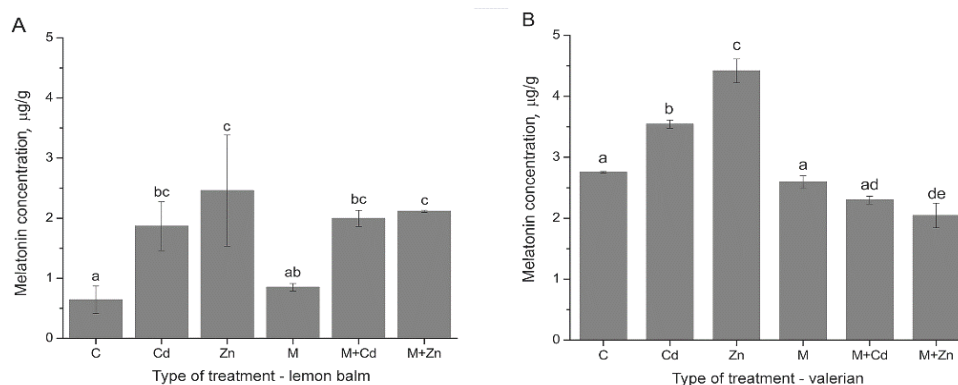 A
Melatonin concentration, µg/g
5
4
3
2
1
0
a
bc
c
ab
bc
c
C Cd Zn M M+Cd M+Zn
Type of treatment - lemon balm
B
Melatonin concentration, µg/g
5
4
3
2
1
0
a
b
c
a
ad
de
C Cd Zn M M+Cd M+Zn
Type of treatment - valerian